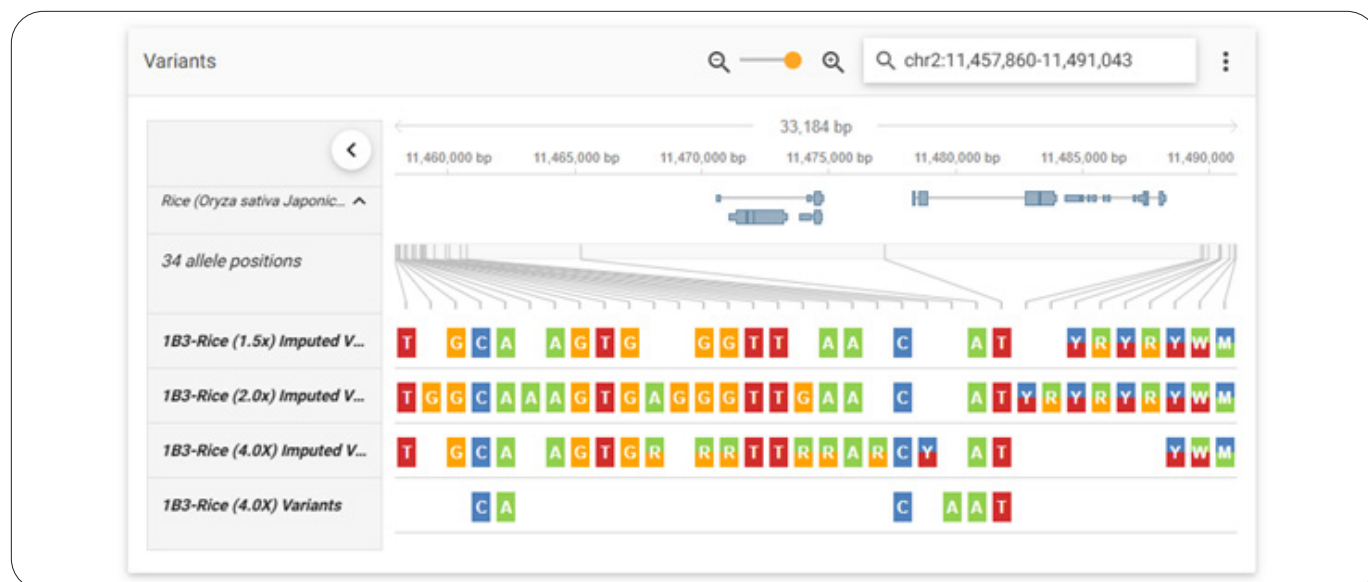 Variants
chr2:11,457,860-11,491,043
33,184 bp
11,460,000 bp 11,465,000 bp 11,470,000 bp 11,475,000 bp 11,480,000 bp 11,485,000 bp 11,490,000
Rice (Oryza sativa Japonic...
34 allele positions
1B3-Rice (1.5x) Imputed V... T G C A A G T G G G T T A A C A T Y R Y R Y W M
1B3-Rice (2.0x) Imputed V... T G G C A A A G T G A G G G T T G A A C A T Y R Y R Y R Y W M
1B3-Rice (4.0X) Imputed V... T G C A A G T G R R R T T R R A R C Y A T Y W M
1B3-Rice (4.0X) Variants C A C A A T